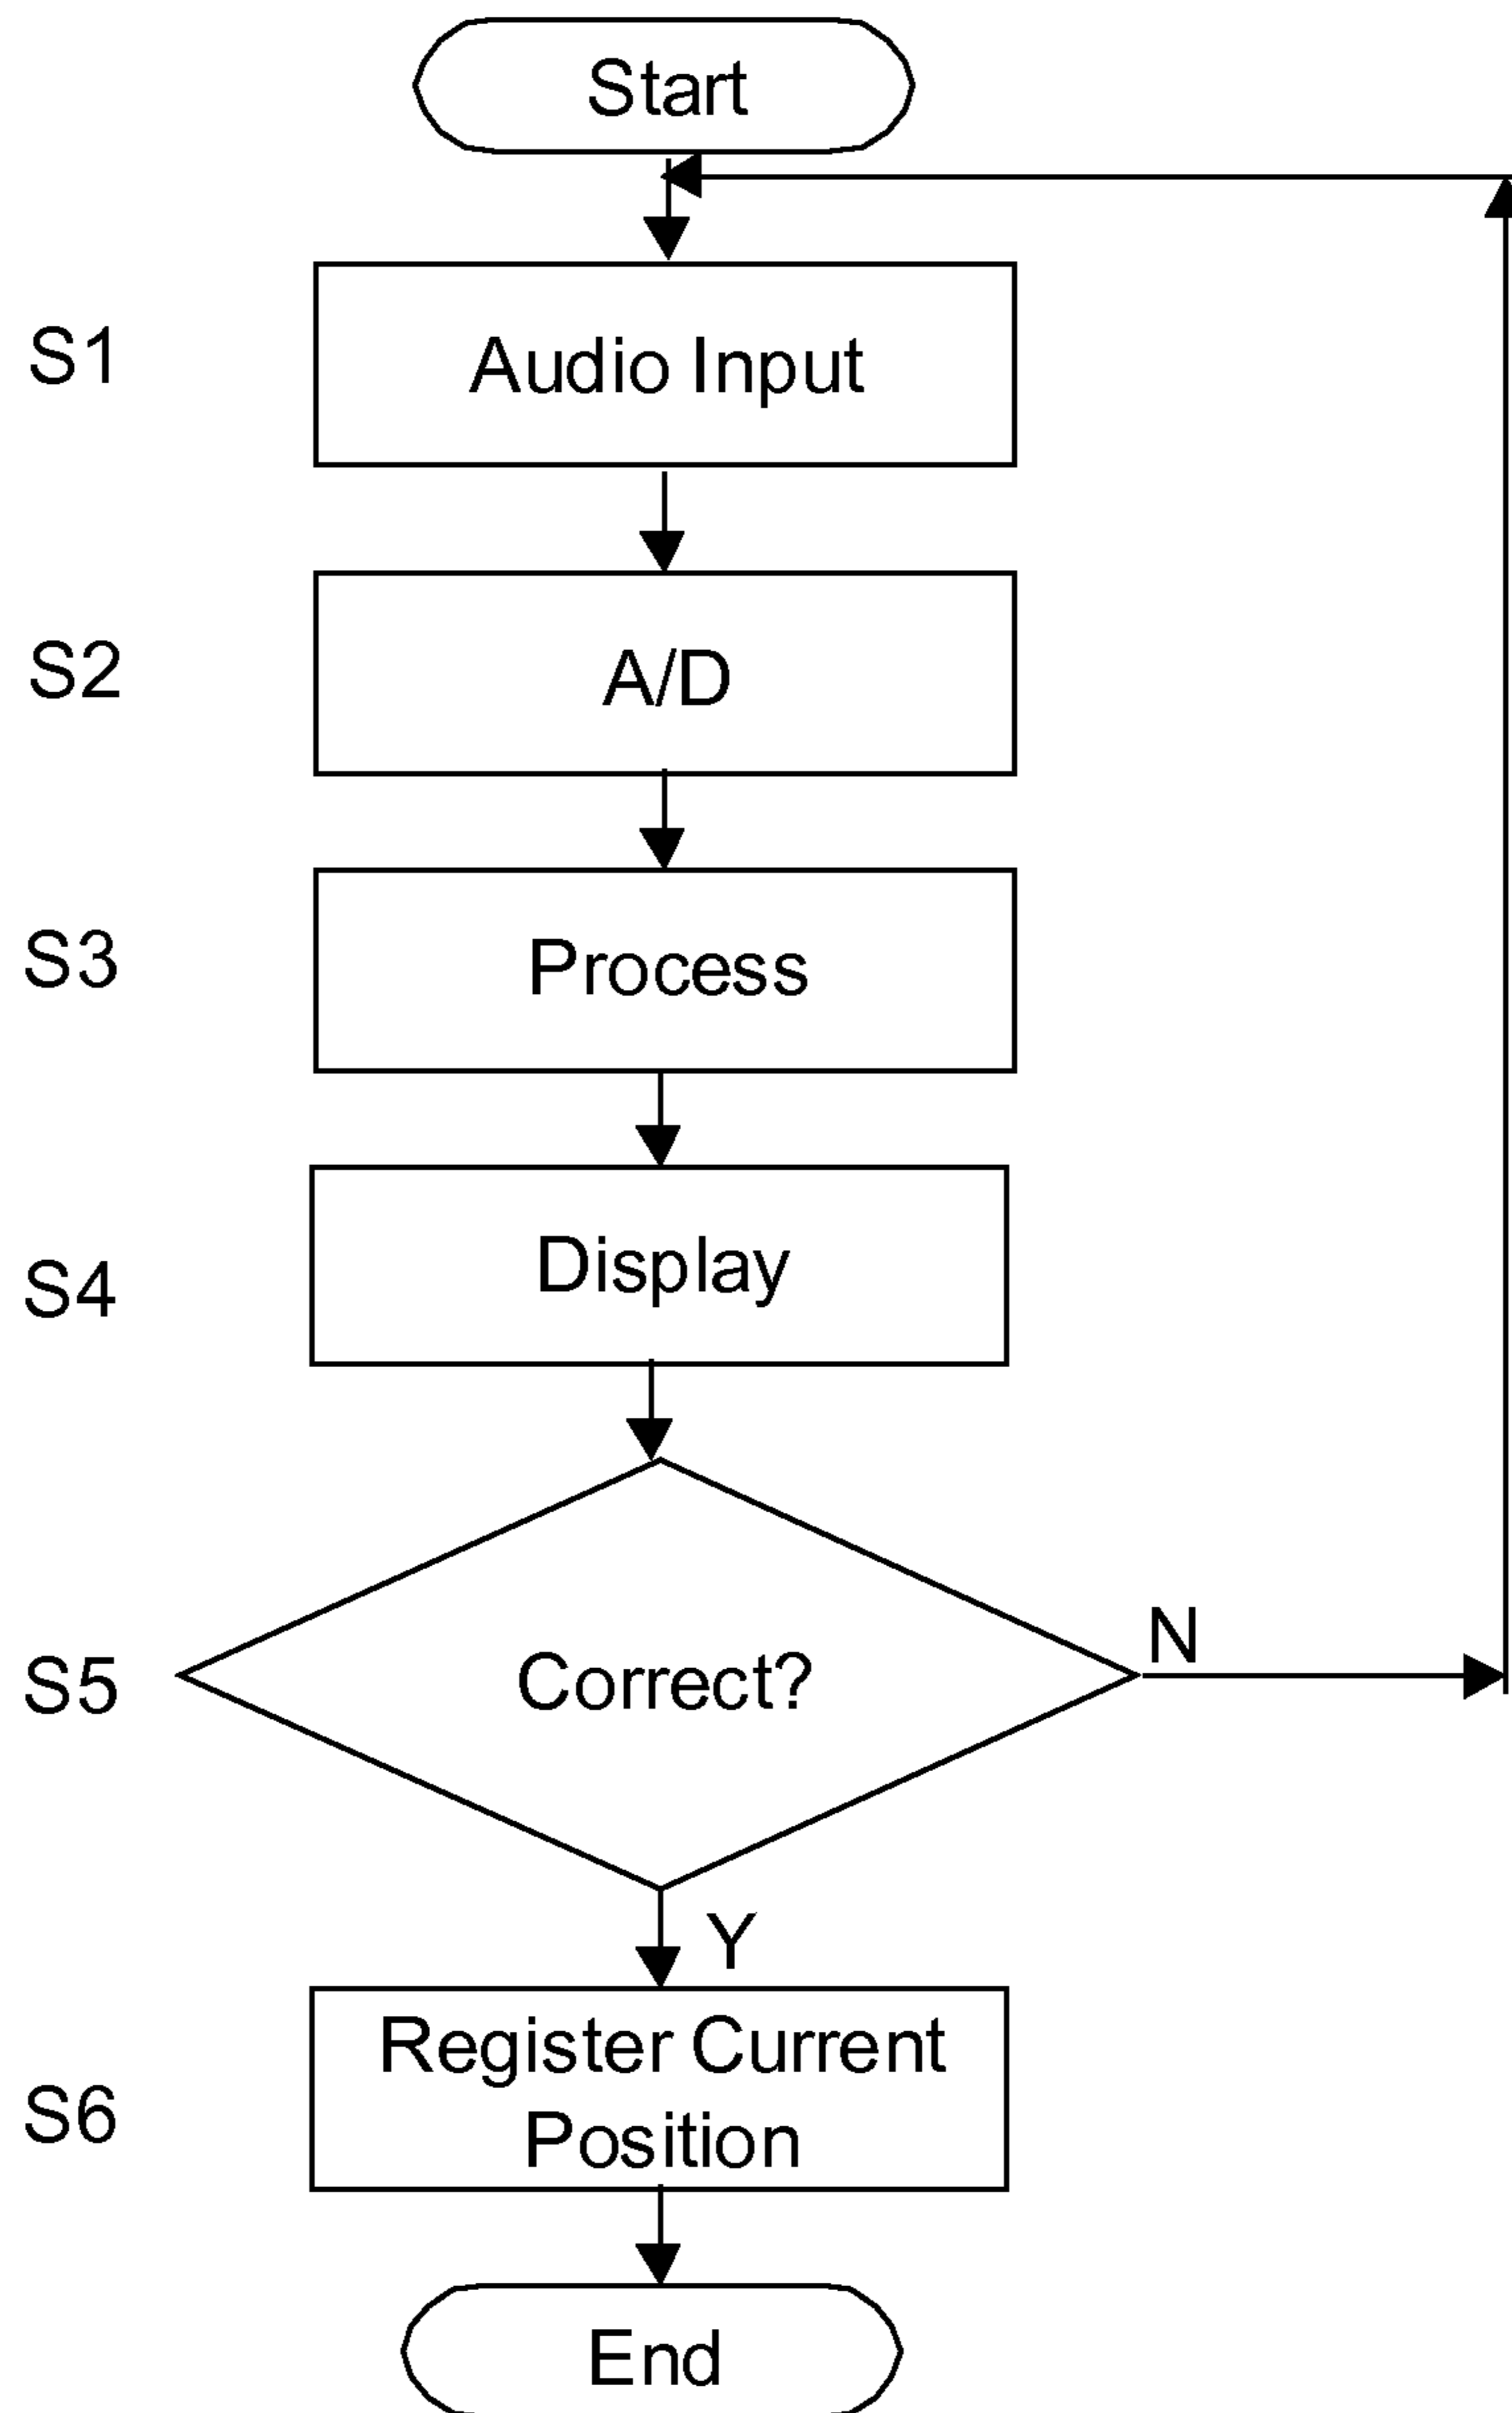 Start
S1
Audio Input
S2
A/D
S3
Process
S4
Display
S5
Correct?
N
Y
S6
Register Current
Position
End